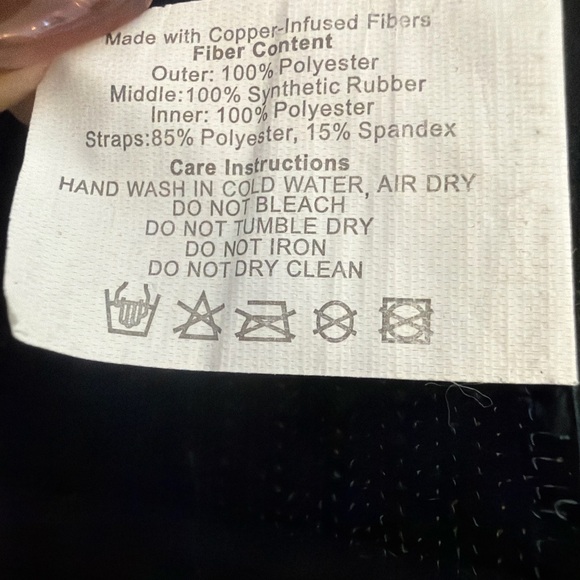 Made with Copper-Infused Fibers
Fiber Content
Outer: 100% Polyester
Middle:100% Synthetic Rubber
Inner: 100% Polyester
Straps:85% Polyester, 15% Spandex
Care Instructions
HAND WASH IN COLD WATER, AIR DRY
DO NOT BLEACH
DO NOT TUMBLE DRY
DO NOT IRON
DO NOT DRY CLEAN